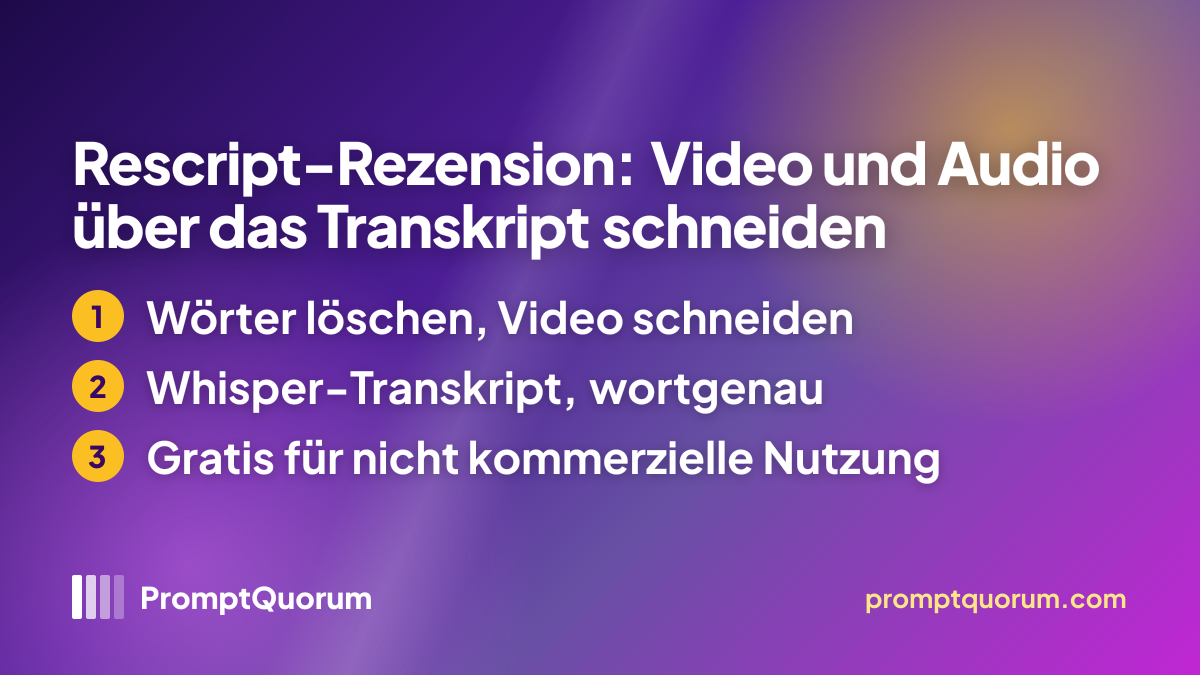 Rescript-Rezension: Video und Audio
über das Transkript schneiden
1 Wörter löschen, Video schneiden
2 Whisper-Transkript, wortgenau
3 Gratis für nicht kommerzielle Nutzung
PromptQuorum
promptquorum.com